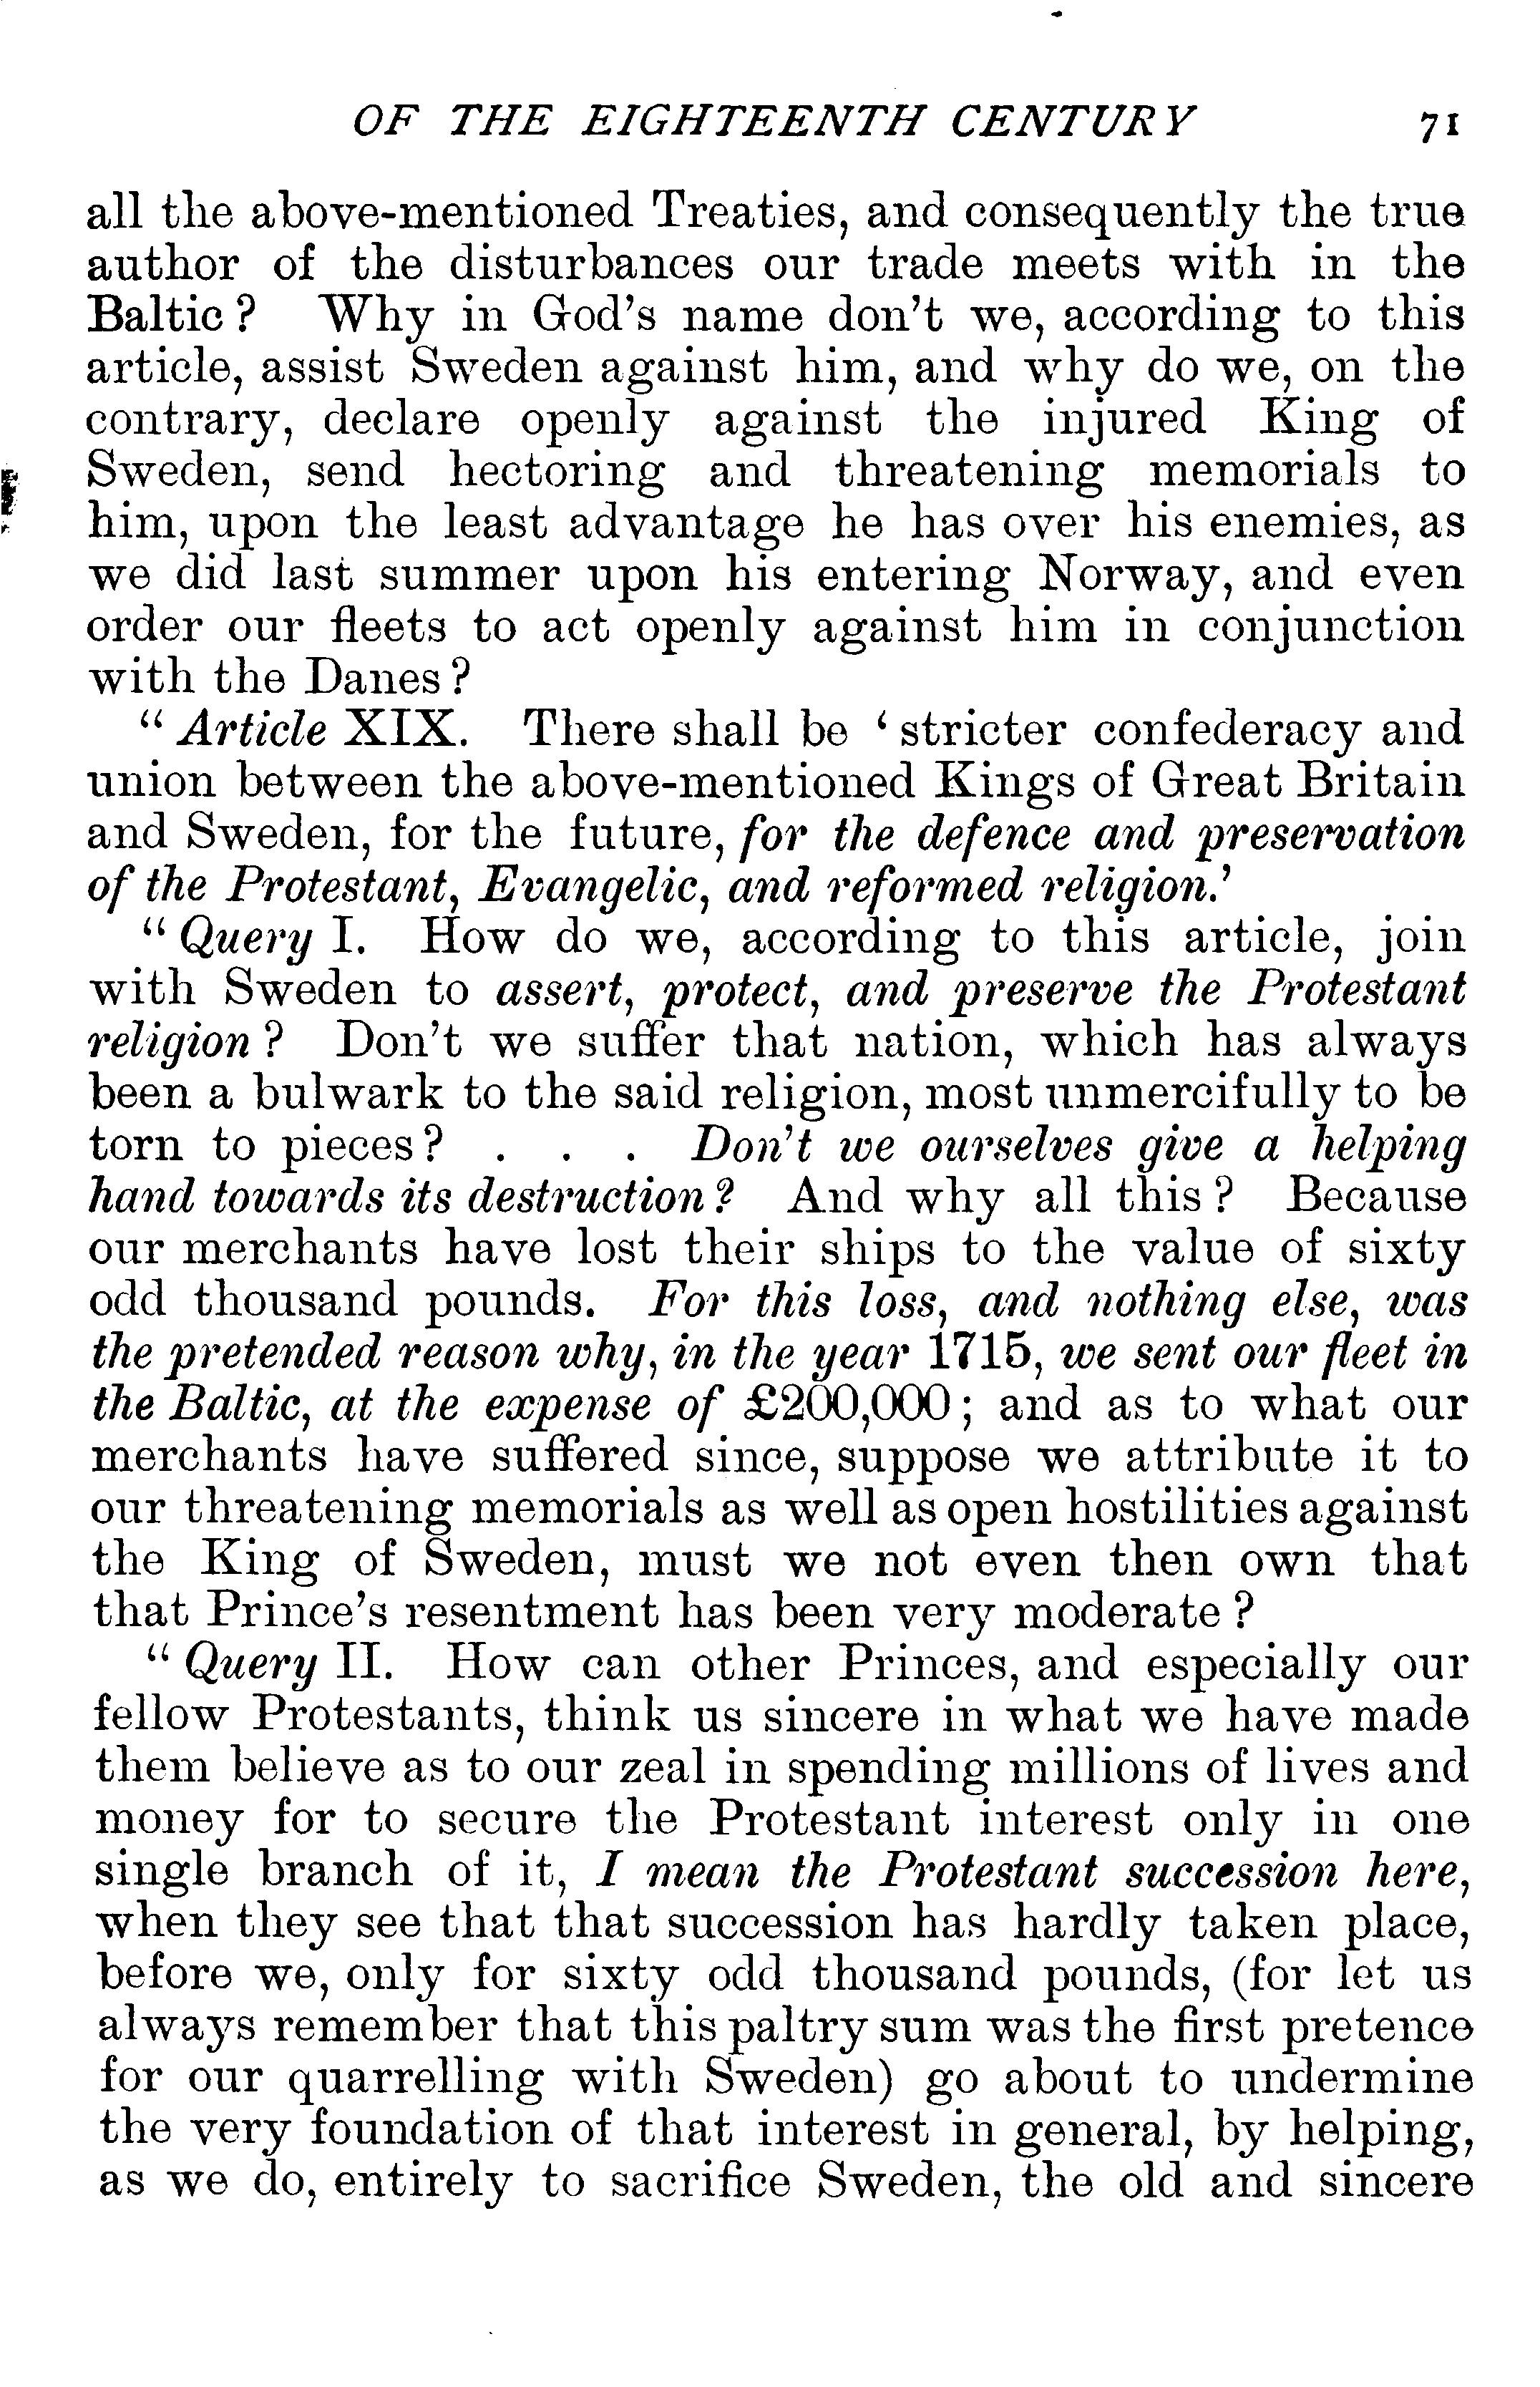 OF THE EIGHTEENTH CENTURY 71
all the above-mentioned Treaties, and consequently the true
author of the disturbances our trade meets with in the
Baltic? Why in God's name don't we, according to this
article, assist Sweden against him, and why do we, on the
contrary, declare openly against the injured King of
Sweden, send hectoring and threatening memorials to
him, upon the least advantage he has over his enemies, as
we did last summer upon his entering Norway, and even
order our fleets to act openly against him in conjunction
with the Danes?
"Article XIX. There shall be 'stricter confederacy and
union between the above-mentioned Kings of Great Britain
and Sweden, for the future, for the defence and preservation
of the Protestant, Evangelic, and reformed religion.'
"Query I. How do we, according to this article, join
with Sweden to assert, protect, and preserve the Protestant
religion? Don't we suffer that nation, which has always
been a bulwark to the said religion, most unmercifully to be
torn to pieces? . . . Don't we ourselves give a helping
hand towards its destruction? And why all this? Because
our merchants have lost their ships to the value of sixty
odd thousand pounds. For this loss, and nothing else, was
the pretended reason why, in the year 1715, we sent our fleet in
the Baltic, at the expense of £200,000; and as to what our
merchants have suffered since, suppose we attribute it to
our threatening memorials as well as open hostilities against
the King of Sweden, must we not even then own that
that Prince's resentment has been very moderate?
"Query II. How can other Princes, and especially our
fellow Protestants, think us sincere in what we have made
them believe as to our zeal in spending millions of lives and
money for to secure the Protestant interest only in one
single branch of it, I mean the Protestant succession here,
when they see that that succession has hardly taken place,
before we, only for sixty odd thousand pounds, (for let us
always remember that this paltry sum was the first pretence
for our quarrelling with Sweden) go about to undermine
the very foundation of that interest in general, by helping,
as we do, entirely to sacrifice Sweden, the old and sincere